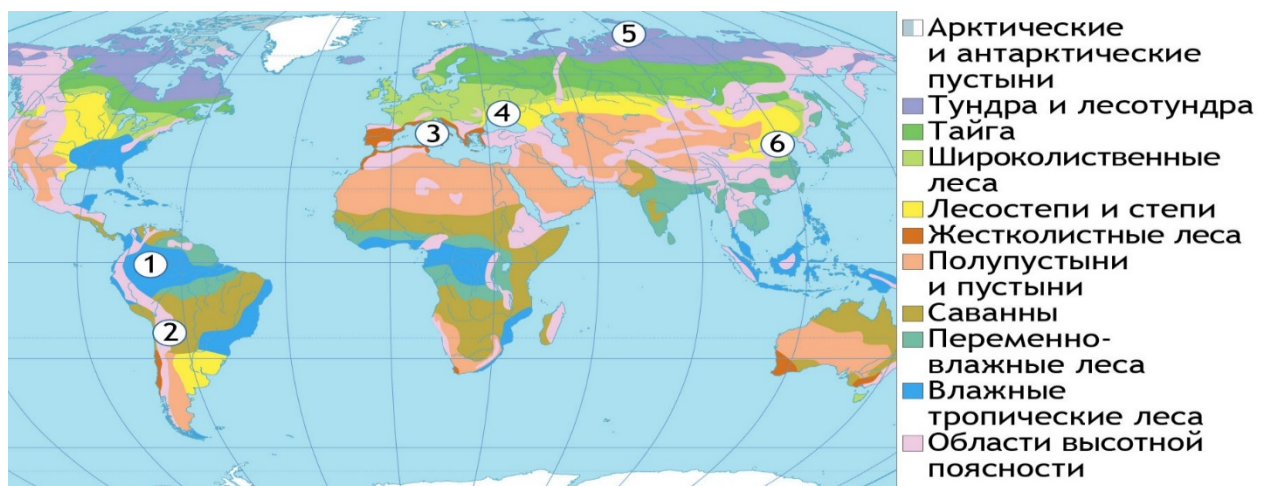 5
4
3
6
1
2
Арктические
и антарктические
пустыни
Тундра и лесотундра
Тайга
Широколиственные
леса
Лесостепи и степи
Жестколистные леса
Полупустыни
и пустыни
Саванны
Переменно-
влажные леса
Влажные
тропические леса
Области высотной
поясности